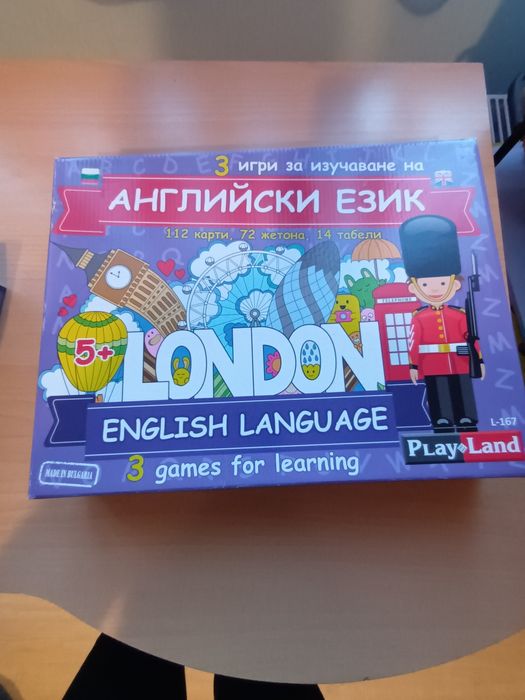 3 игри за изучаване на
АНГЛИЙСКИ ЕЗИК
112 карти, 72 жетона, 14 табели
TELEPHONE
5+
LONDON
ENGLISH LANGUAGE
3 games for learning
L-167
PLAY LAND
MADE IN BULGARIA